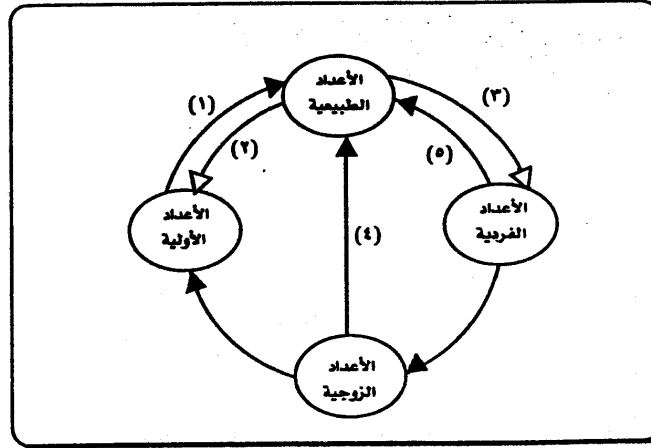 الأعداد
الطبيعية
(١)
(٣)
(٢)
(٥)
الأعداد
الأولية
الأعداد
الفردية
(٤)
الأعداد
الزوجية